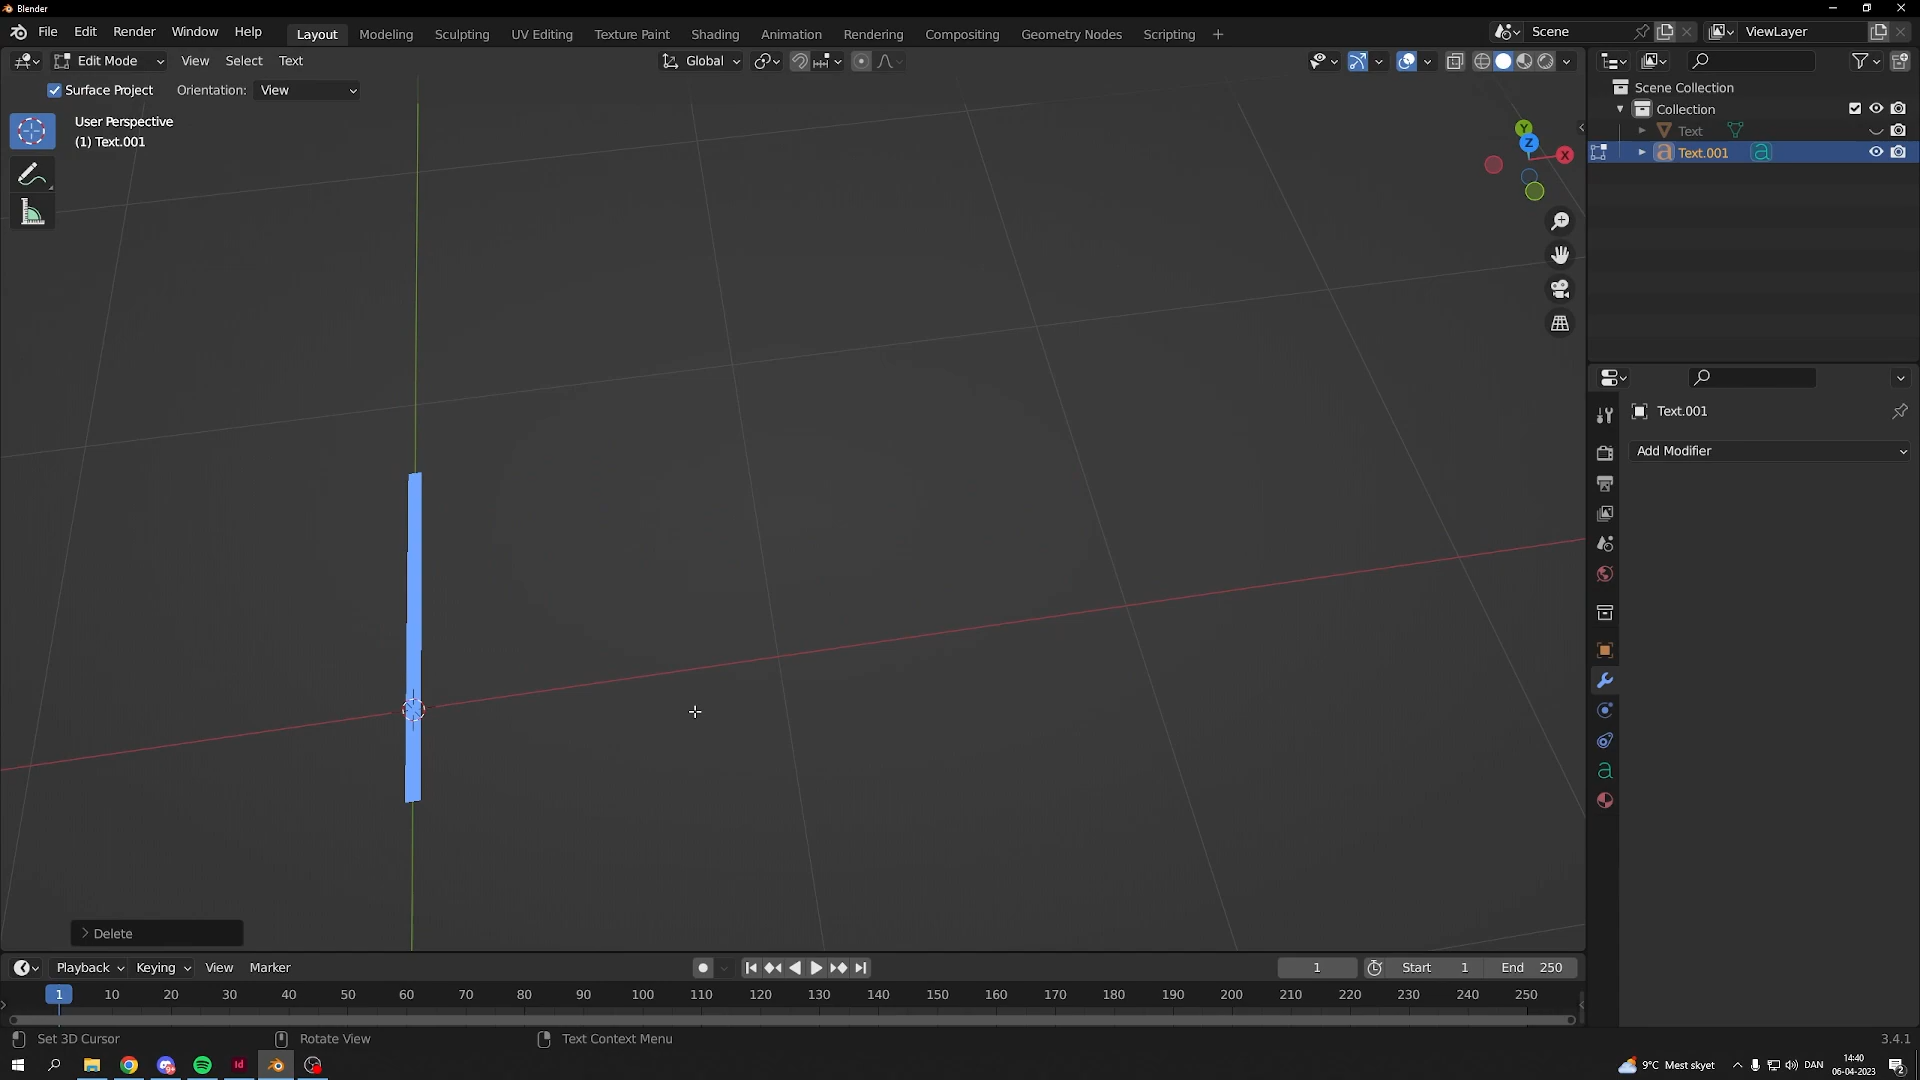 Blender
File Edit Render Window Help Layout Modeling Sculpting UV Editing Texture Paint Shading Animation Rendering Compositing Geometry Nodes Scripting + Scene ViewLayer
Edit Mode View Select Text Global
Surface Project Orientation: View
User Perspective
(1) Text.001
Y
Z
X
Scene Collection
Collection
Text
Text.001
Text.001
Add Modifier
Delete
Playback Keying View Marker 1 Start 1 End 250
1 10 20 30 40 50 60 70 80 90 100 110 120 130 140 150 160 170 180 190 200 210 220 230 240 250
Set 3D Cursor Rotate View Text Context Menu 3.4.1
Id 9°C Mest skyet DAN 14:40
06-04-2023
2